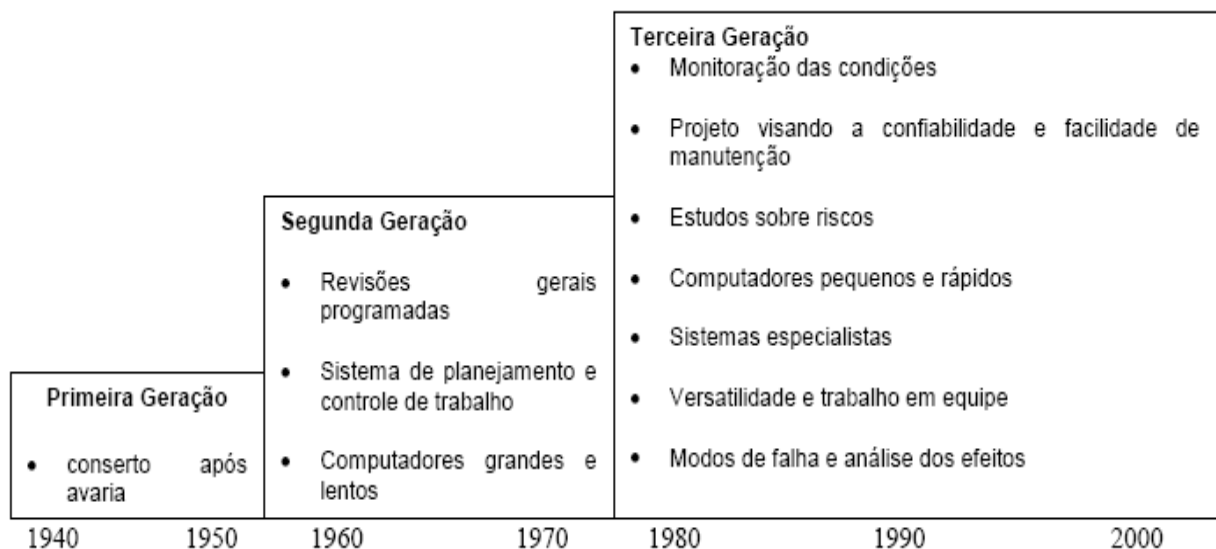 Primeira Geração
• conserto após
avaria
Segunda Geração
• Revisões gerais
programadas
• Sistema de planejamento e
controle de trabalho
• Computadores grandes e
lentos
Terceira Geração
• Monitoração das condições
• Projeto visando a confiabilidade e facilidade de
manutenção
• Estudos sobre riscos
• Computadores pequenos e rápidos
• Sistemas especialistas
• Versatilidade e trabalho em equipe
• Modos de falha e análise dos efeitos
1940 1950 1960 1970 1980 1990 2000